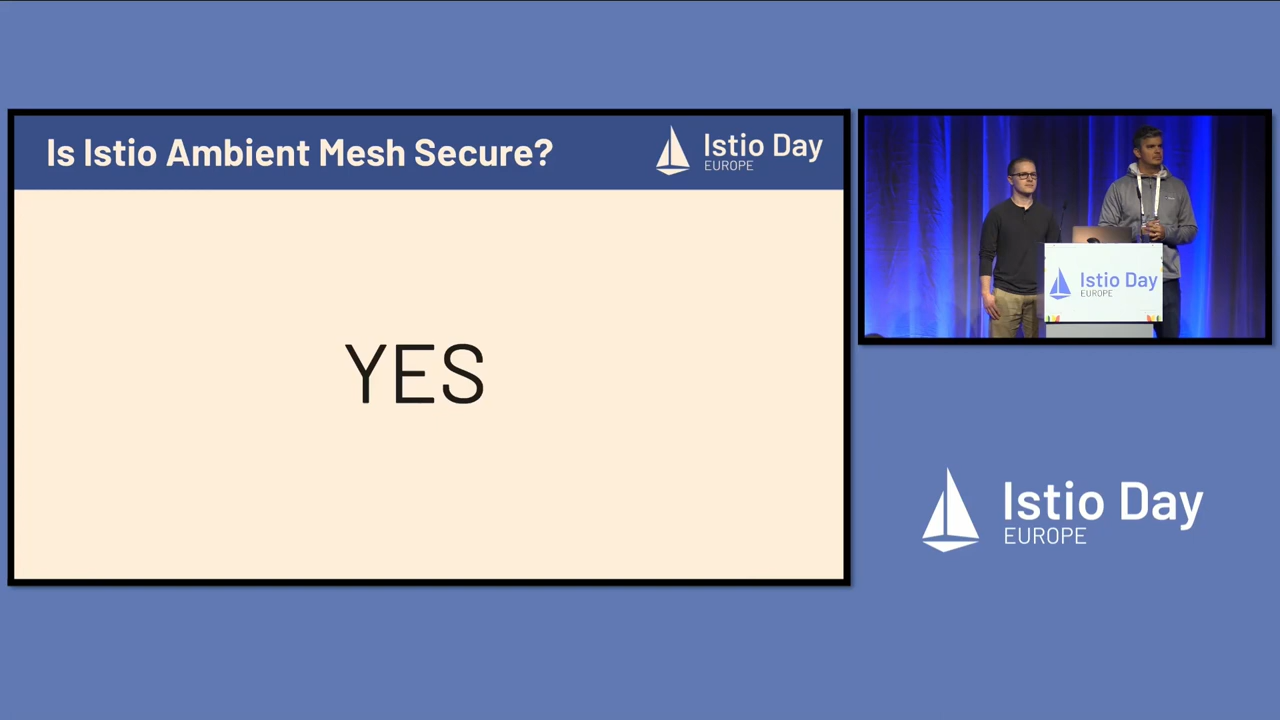 Is Istio Ambient Mesh Secure?
Istio Day
EUROPE
YES
Istio Day
EUROPE
Istio Day
EUROPE